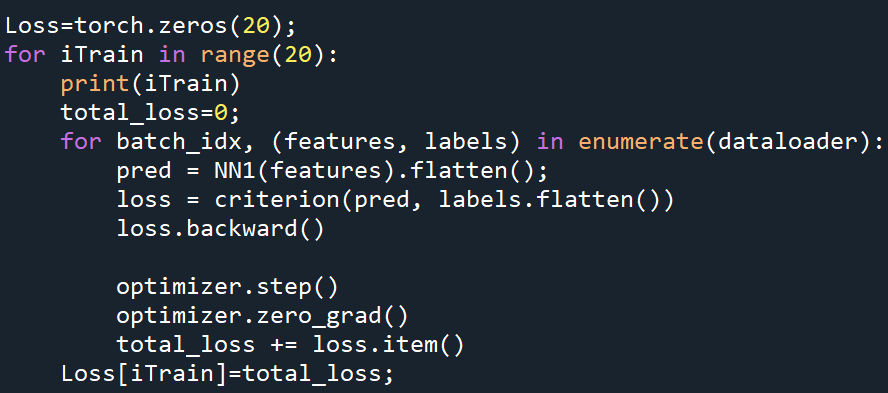 Loss=torch.zeros(20);
for iTrain in range(20):
    print(iTrain)
    total_loss=0;
    for batch_idx, (features, labels) in enumerate(dataloader):
        pred = NN1(features).flatten();
        loss = criterion(pred, labels.flatten())
        loss.backward()

        optimizer.step()
        optimizer.zero_grad()
        total_loss += loss.item()
    Loss[iTrain]=total_loss;